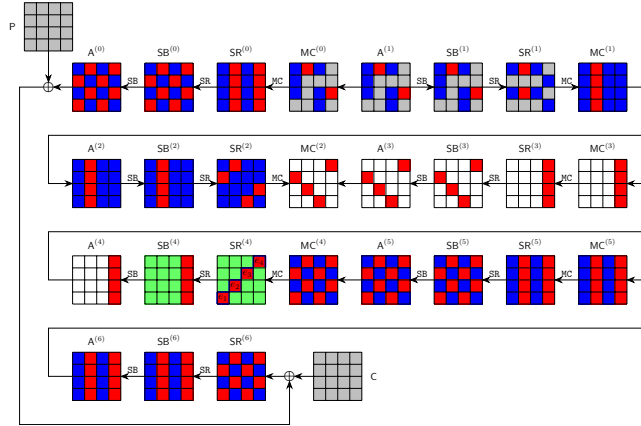 P
A(0) SB(0) SR(0) MC(0) A(1) SB(1) SR(1) MC(1)
SB SR MC SB SR MC
A(2) SB(2) SR(2) MC(2) A(3) SB(3) SR(3) MC(3)
SB SR MC SB SR MC
A(4) SB(4) SR(4) MC(4) A(5) SB(5) SR(5) MC(5)
SB SR MC SB SR MC
A(6) SB(6) SR(6)
SB SR
C